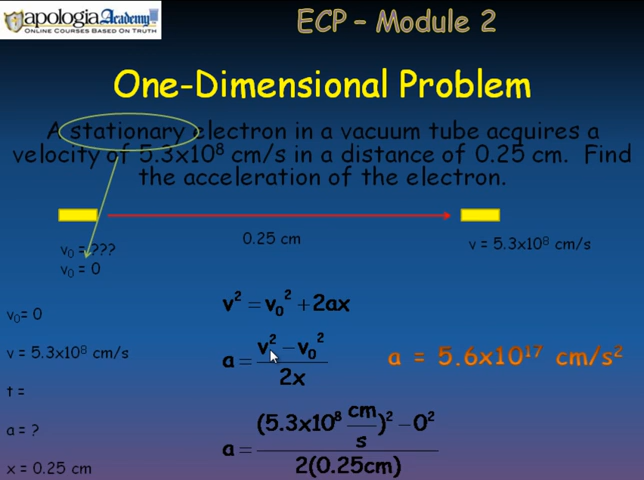 apologia Academy
ONLINE COURSES BASED ON TRUTH
ECP – Module 2
One-Dimensional Problem
A stationary electron in a vacuum tube acquires a
velocity of 5.3x10⁸ cm/s in a distance of 0.25 cm. Find
the acceleration of the electron.
v₀ = ???
v₀ = 0
0.25 cm
v = 5.3x10⁸ cm/s
v₀= 0
v = 5.3x10⁸ cm/s
t =
a = ?
x = 0.25 cm
v² = v₀² + 2ax
a = (v² – v₀²) / 2x
a = 5.6x10¹⁷ cm/s²
a = ((5.3x10⁸ cm/s)² – 0²) / 2(0.25cm)